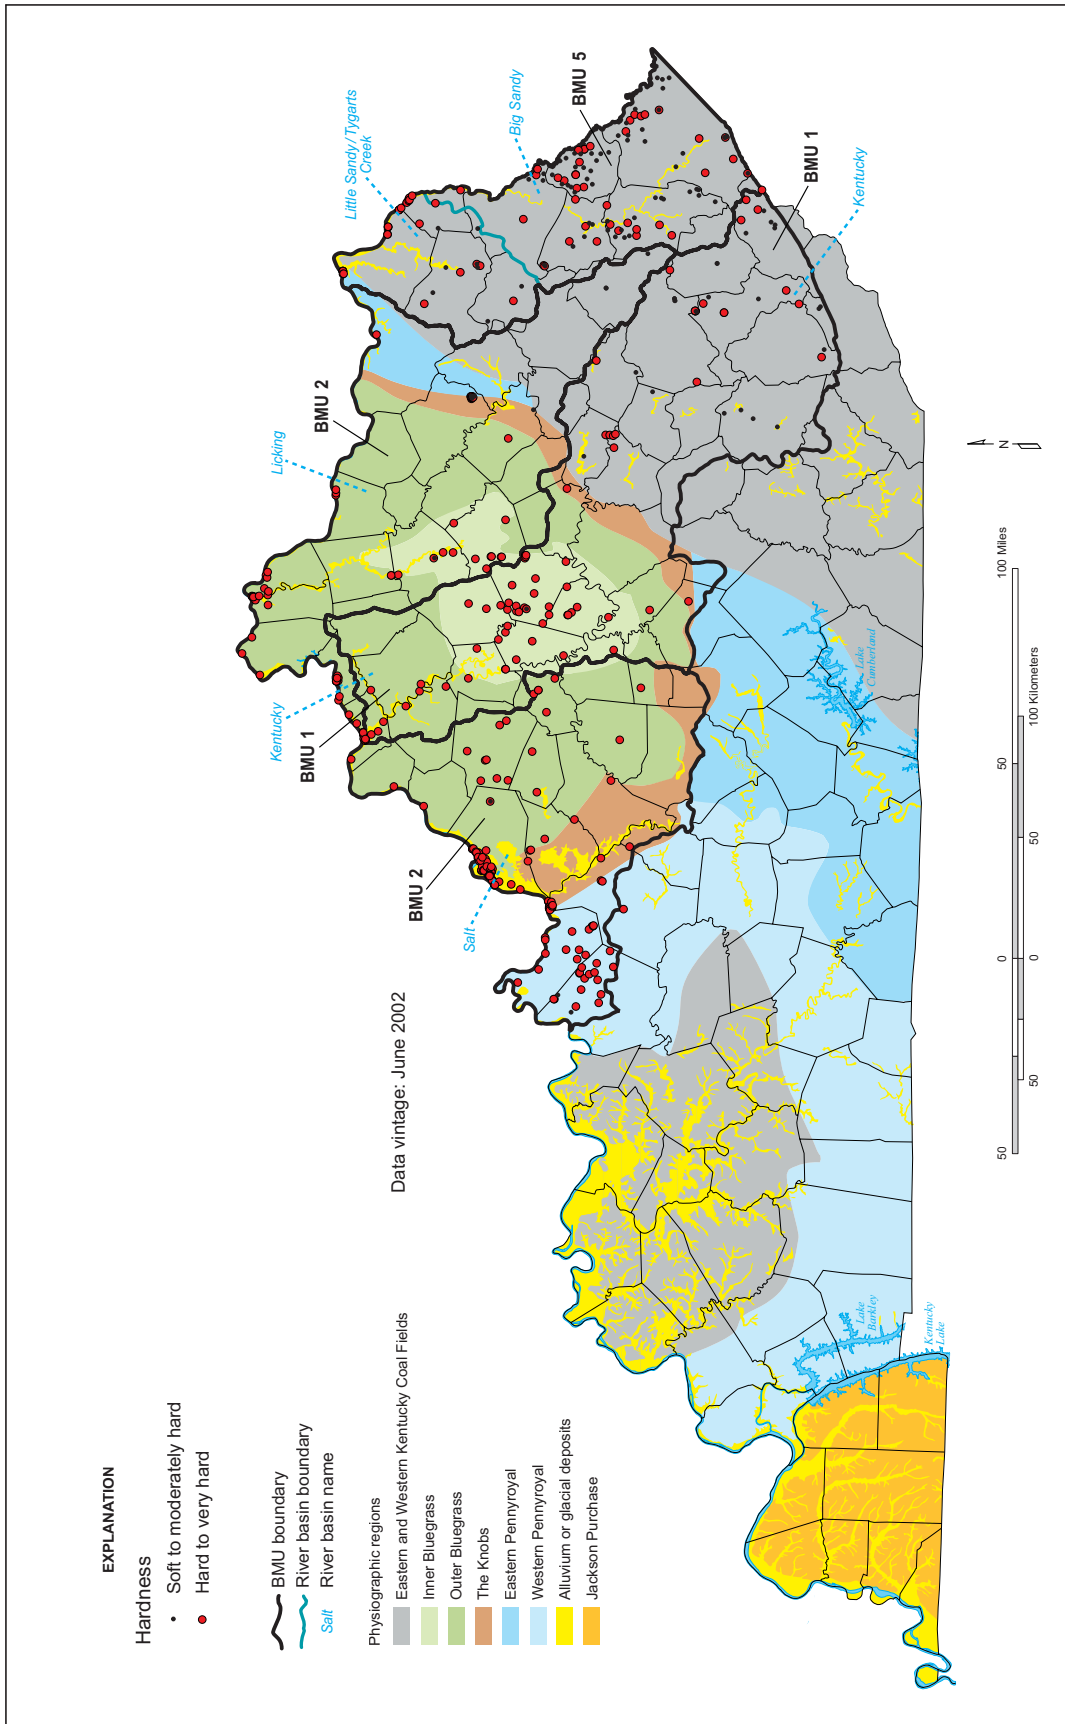 EXPLANATION
Hardness
Soft to moderately hard
Hard to very hard
BMU boundary
River basin boundary
Salt River basin name
Physiographic regions
Eastern and Western Kentucky Coal Fields
Inner Bluegrass
Outer Bluegrass
The Knobs
Eastern Pennyroyal
Western Pennyroyal
Alluvium or glacial deposits
Jackson Purchase
Data vintage: June 2002
Salt
BMU 2
Kentucky
BMU 1
Licking
BMU 2
Little Sandy/Tygarts
Creek
Big Sandy
BMU 5
BMU 1
Kentucky
Lake
Cumberland
Lake
Barkley
Kentucky
Lake
N
50 0 50 100 Miles
50 0 50 100 Kilometers